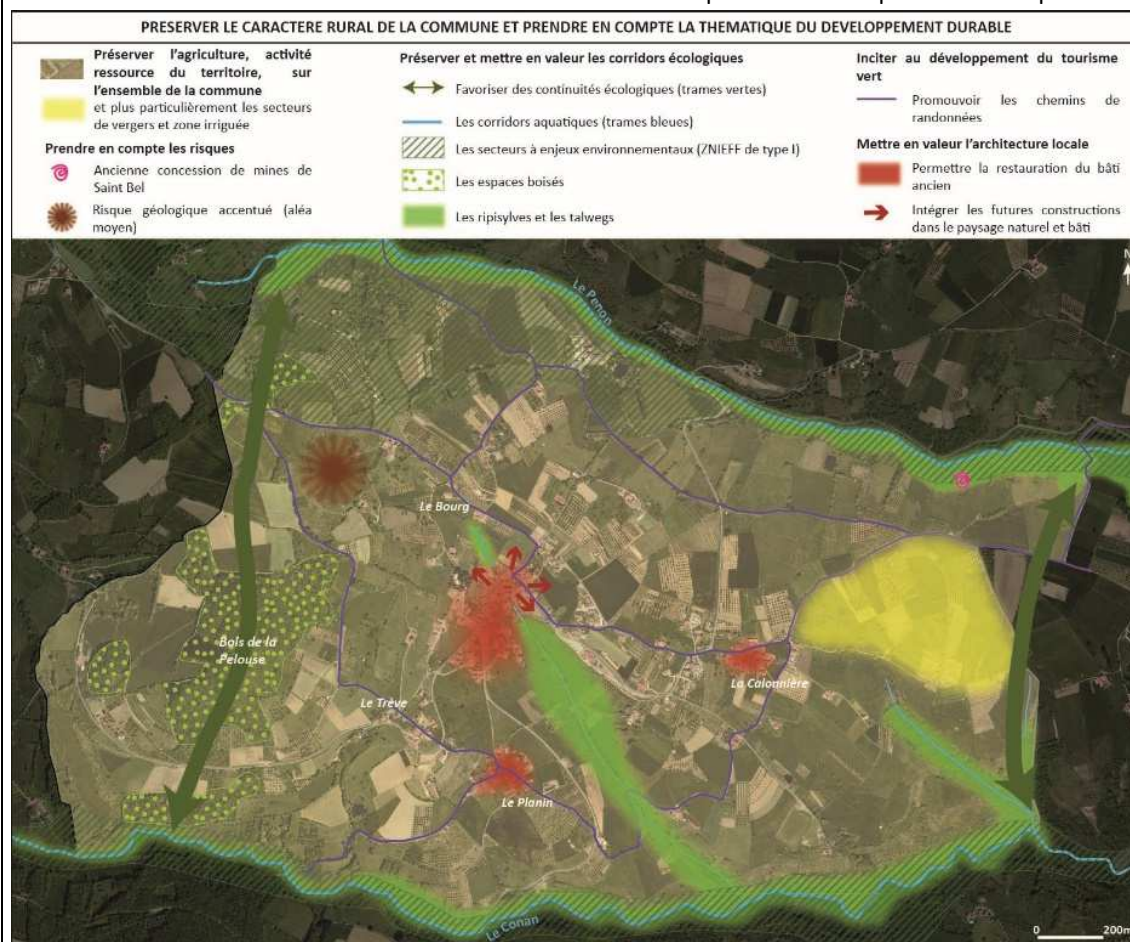 PRESERVER LE CARACTERE RURAL DE LA COMMUNE ET PRENDRE EN COMPTE LA THEMATIQUE DU DEVELOPPEMENT DURABLE
Préserver l'agriculture, activité
ressource du territoire, sur
l'ensemble de la commune
et plus particulièrement les secteurs
de vergers et zone irriguée
Prendre en compte les risques
Ancienne concession de mines de
Saint Bel
Risque géologique accentué (aléa
moyen)
Préserver et mettre en valeur les corridors écologiques
Favoriser des continuités écologiques (trames vertes)
Les corridors aquatiques (trames bleues)
Les secteurs à enjeux environnementaux (ZNIEFF de type I)
Les espaces boisés
Les ripisylves et les talwegs
Inciter au développement du tourisme
vert
Promouvoir les chemins de
randonnées
Mettre en valeur l'architecture locale
Permettre la restauration du bâti
ancien
Intégrer les futures constructions
dans le paysage naturel et bâti
N
Le Penon
Le Bourg
Bois de la
Pelouse
La Calonnière
Le Trève
Le Planin
Le Conan
0 200m